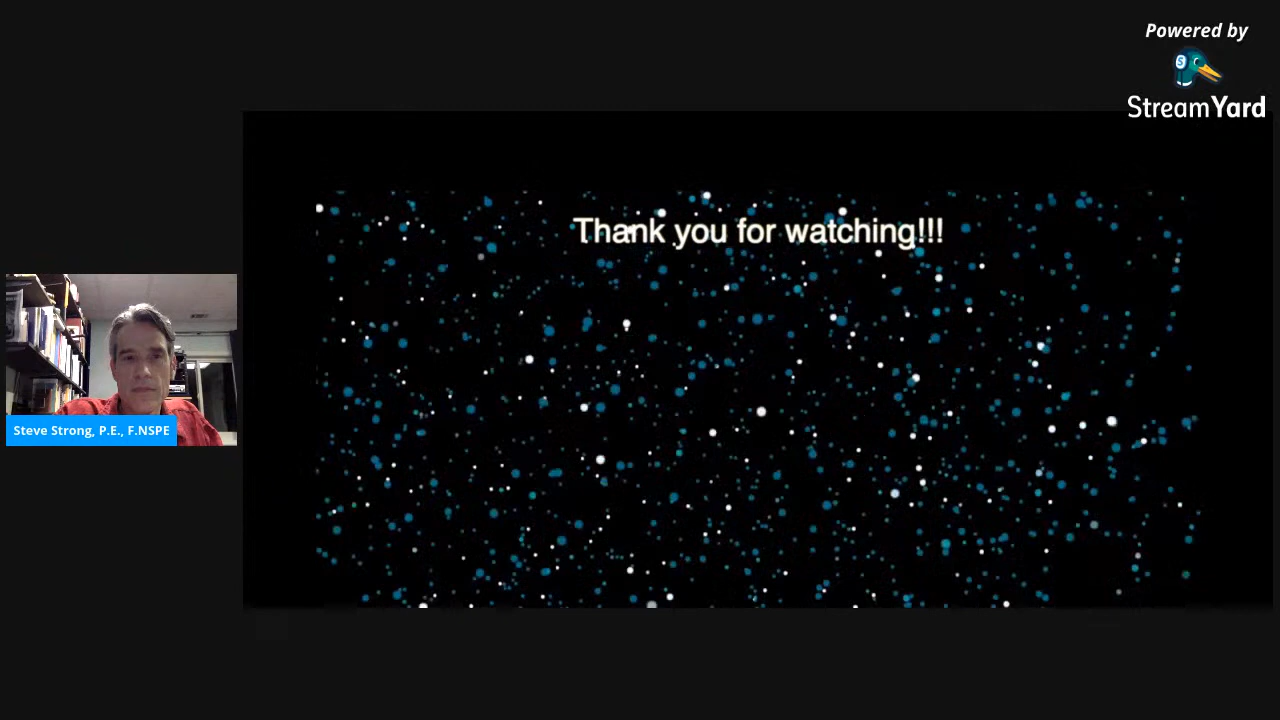 Powered by
StreamYard
Thank you for watching!!!
Steve Strong, P.E., F.NSPE